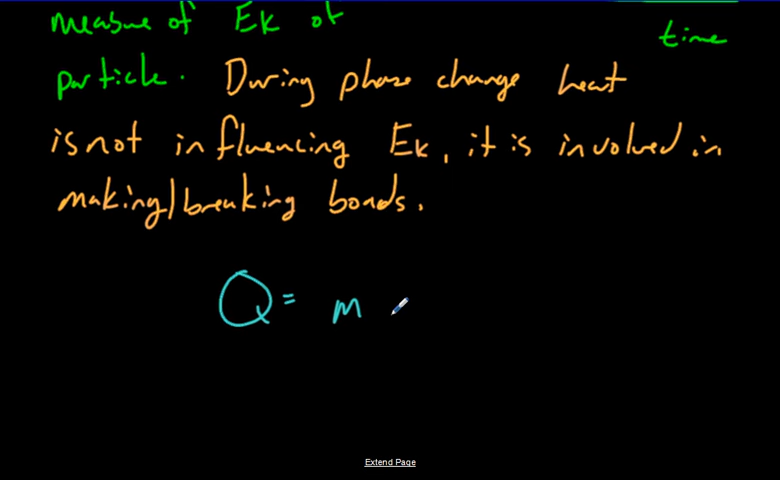 measure of Ek of
time
particle. During phase change heat
is not influencing Ek, it is involved in
making/breaking bonds.
Q = m
Extend Page